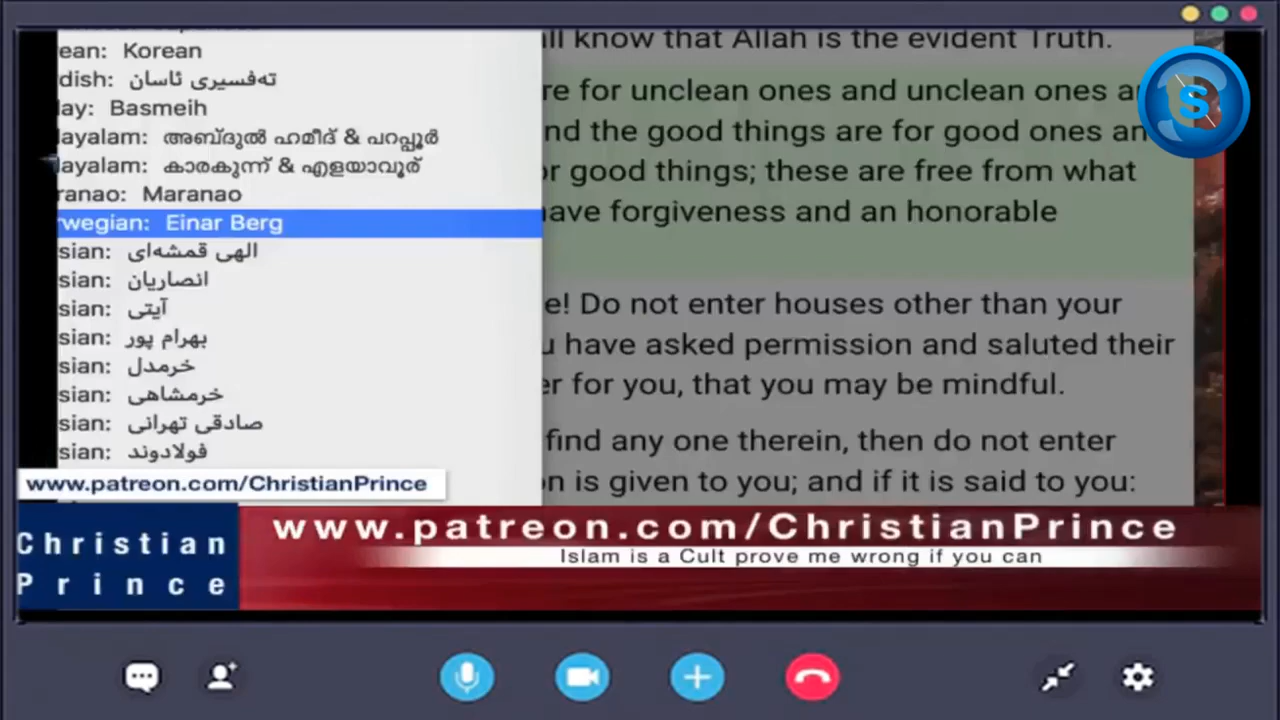 ll know that Allah is the evident Truth.
ean: Korean
dish: تەفسیری ئاسان
lay: Basmeih
layalam: അബ്ദുല്‍ ഹമീദ് & പറപ്പൂര്‍
layalam: കാരകുന്ന് & എളയാവൂര്
ranao: Maranao
rwegian: Einar Berg
sian: الهی قمشه‌ای
sian: انصاریان
sian: آیتی
sian: بهرام پور
sian: خرمدل
sian: خرمشاهی
sian: صادقی تهرانی
sian: فولادوند
re for unclean ones and unclean ones a
nd the good things are for good ones an
or good things; these are free from what
have forgiveness and an honorable
e! Do not enter houses other than your
u have asked permission and saluted their
er for you, that you may be mindful.
find any one therein, then do not enter
on is given to you; and if it is said to you:
S
www.patreon.com/ChristianPrince
Christian
Prince
www.patreon.com/ChristianPrince
Islam is a Cult prove me wrong if you can